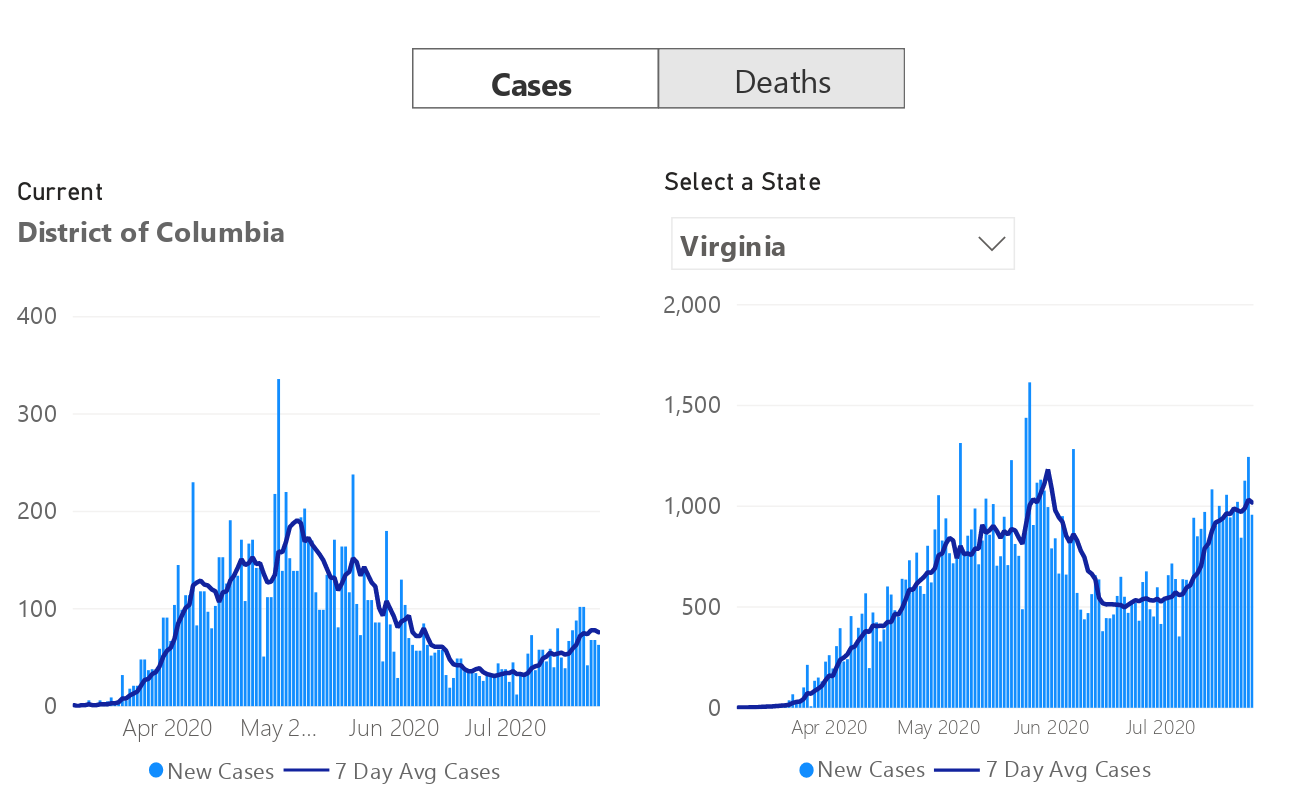 Cases
Deaths
Current
District of Columbia
Select a State
Virginia
400
300
200
100
0
Apr 2020 May 2... Jun 2020 Jul 2020
New Cases 7 Day Avg Cases
2,000
1,500
1,000
500
0
Apr 2020 May 2020 Jun 2020 Jul 2020
New Cases 7 Day Avg Cases